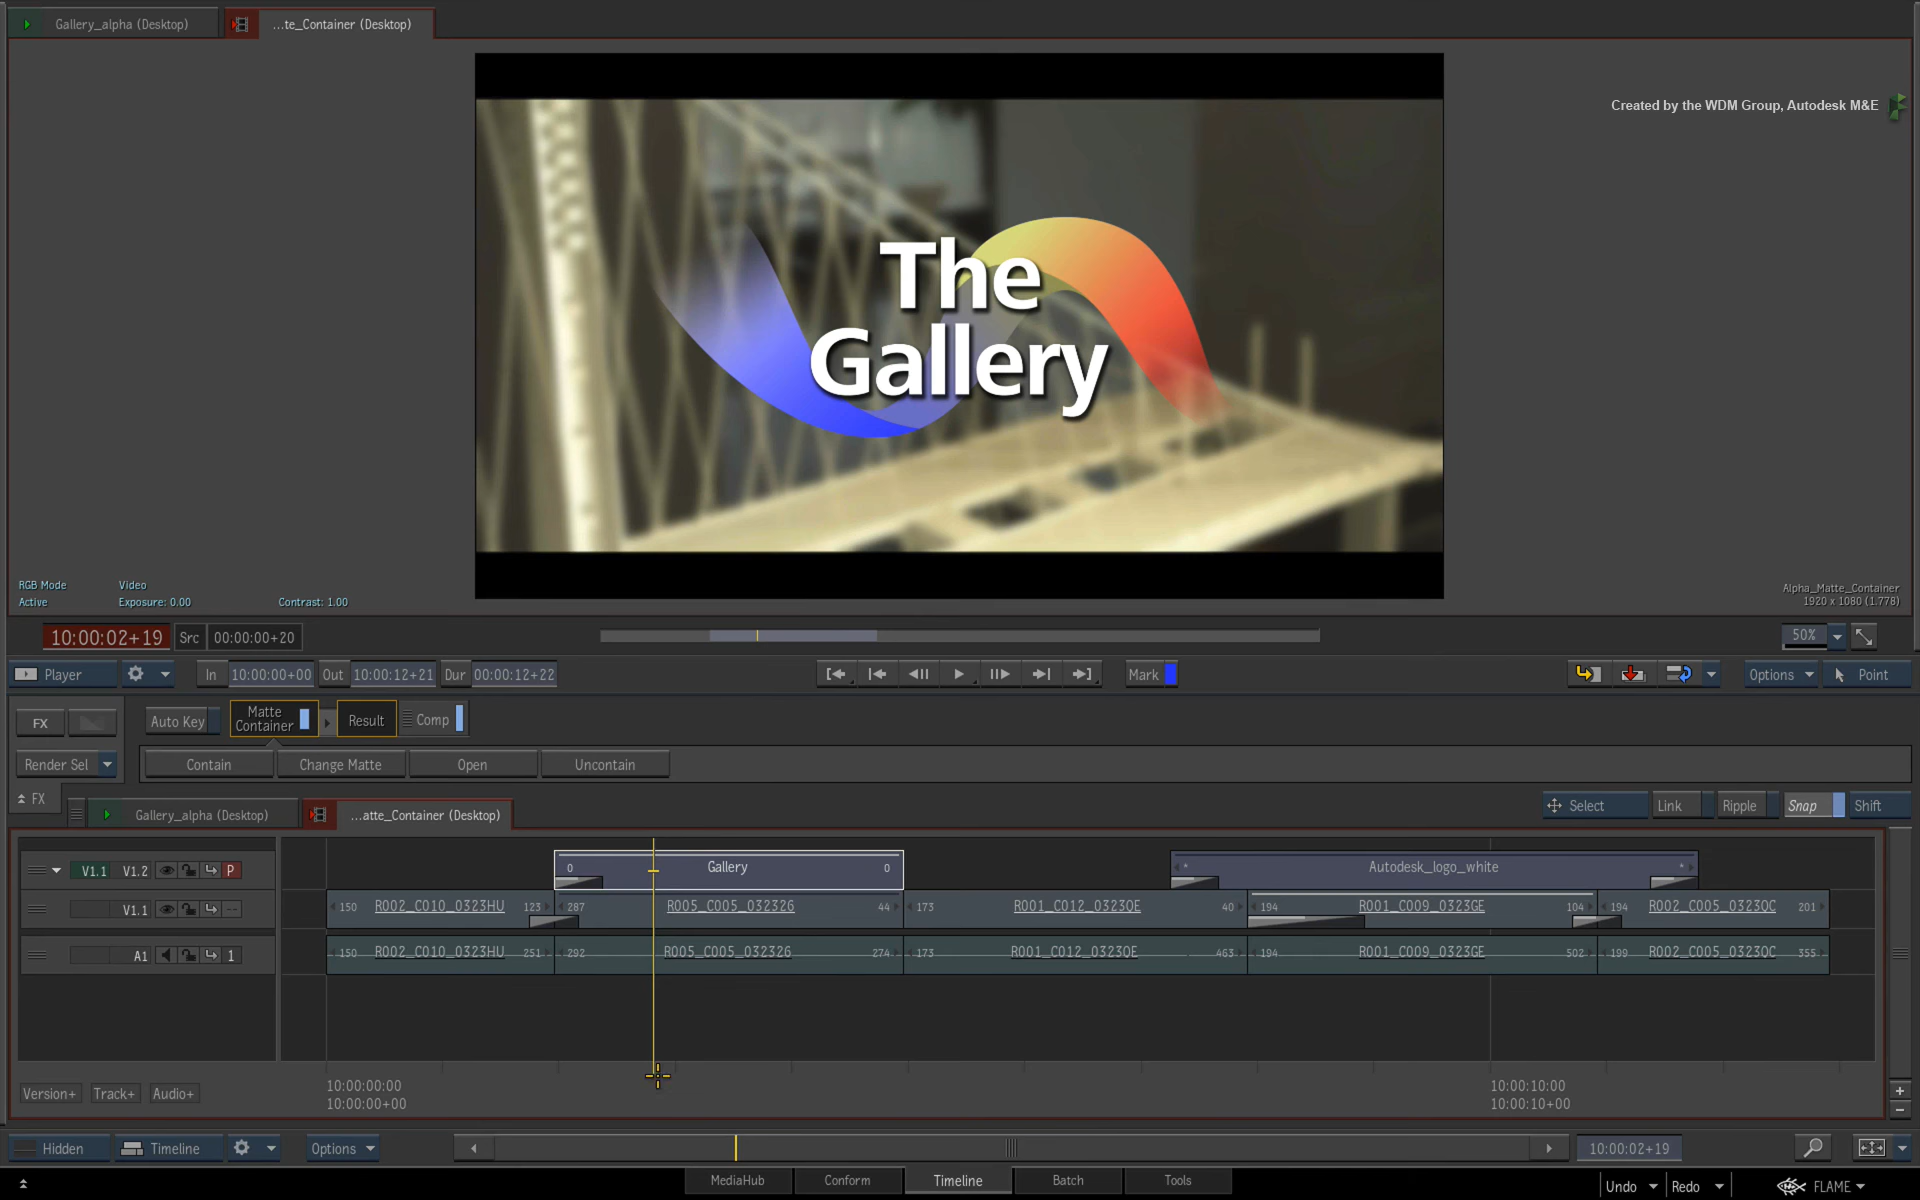 Gallery_alpha (Desktop)
...te_Container (Desktop)
Created by the WDM Group, Autodesk M&E
The
Gallery
RGB Mode Video
Active Exposure: 0.00 Contrast: 1.00
Alpha_Matte_Container
1920 x 1080 (1.778)
10:00:02+19 Src 00:00:00+20
50%
Player In 10:00:00+00 Out 10:00:12+21 Dur 00:00:12+22 Mark Options Point
FX Auto Key Matte Container Result Comp
Render Sel Contain Change Matte Open Uncontain
FX
Gallery_alpha (Desktop) ...atte_Container (Desktop) Select Link Ripple Snap Shift
V1.1 V1.2 P 0 Gallery 0 Autodesk_logo_white
V1.1 -- 150 R002_C010_0323HU 123 287 R005_C005_032326 44 173 R001_C012_0323QE 40 194 R001_C009_0323GE 104 194 R002_C005_0323QC 201
A1 1 150 R002_C010_0323HU 251 292 R005_C005_032326 274 173 R001_C012_0323QE 463 194 R001_C009_0323GE 502 199 R002_C005_0323QC 355
Version+ Track+ Audio+
10:00:00:00 10:00:10:00
10:00:00+00 10:00:10+00
Hidden Timeline Options 10:00:02+19
MediaHub Conform Timeline Batch Tools
Undo Redo FLAME